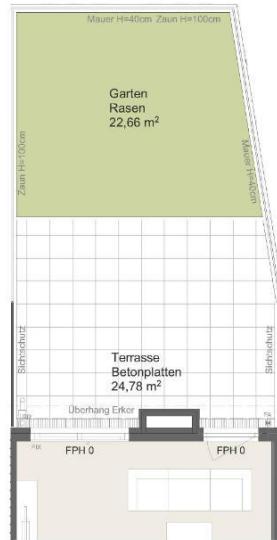 Mauer H=40cm Zaun H=100cm
Garten
Rasen
22,66 m²
Zaun H=100cm
Mauer H=40cm
Sichtschutz
Sichtschutz
Terrasse
Betonplatten
24,78 m²
Überhang Erker
FIX
FPH 0
FPH 0